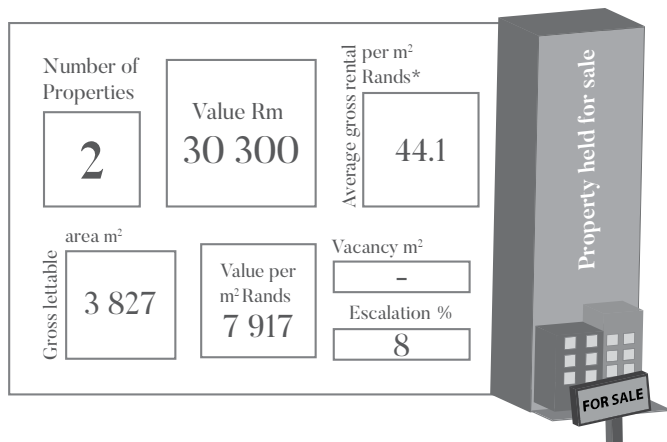 Number of
Properties
2
Value Rm
30 300
Average gross rental
per m²
Rands*
44.1
Gross lettable
area m²
3 827
Value per
m² Rands
7 917
Vacancy m²
-
Escalation %
8
Property held for sale
FOR SALE